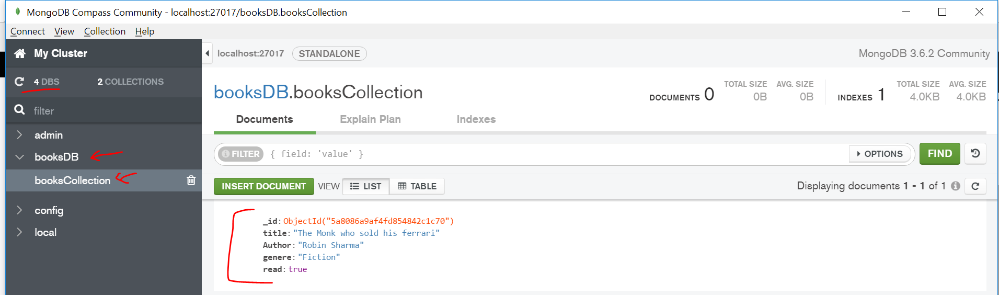 MongoDB Compass Community - localhost:27017/booksDB.booksCollection
Connect View Collection Help
My Cluster
localhost:27017 STANDALONE
MongoDB 3.6.2 Community
4 DBS 2 COLLECTIONS
filter
admin
booksDB
booksCollection
config
local
booksDB.booksCollection
DOCUMENTS 0 TOTAL SIZE 0B AVG. SIZE 0B
INDEXES 1 TOTAL SIZE 4.0KB AVG. SIZE 4.0KB
Documents Explain Plan Indexes
FILTER { field: 'value' } OPTIONS FIND
INSERT DOCUMENT VIEW LIST TABLE Displaying documents 1 - 1 of 1
_id: ObjectId("5a8086a9af4fd854842c1c70")
title: "The Monk who sold his ferrari"
Author: "Robin Sharma"
genere: "Fiction"
read: true